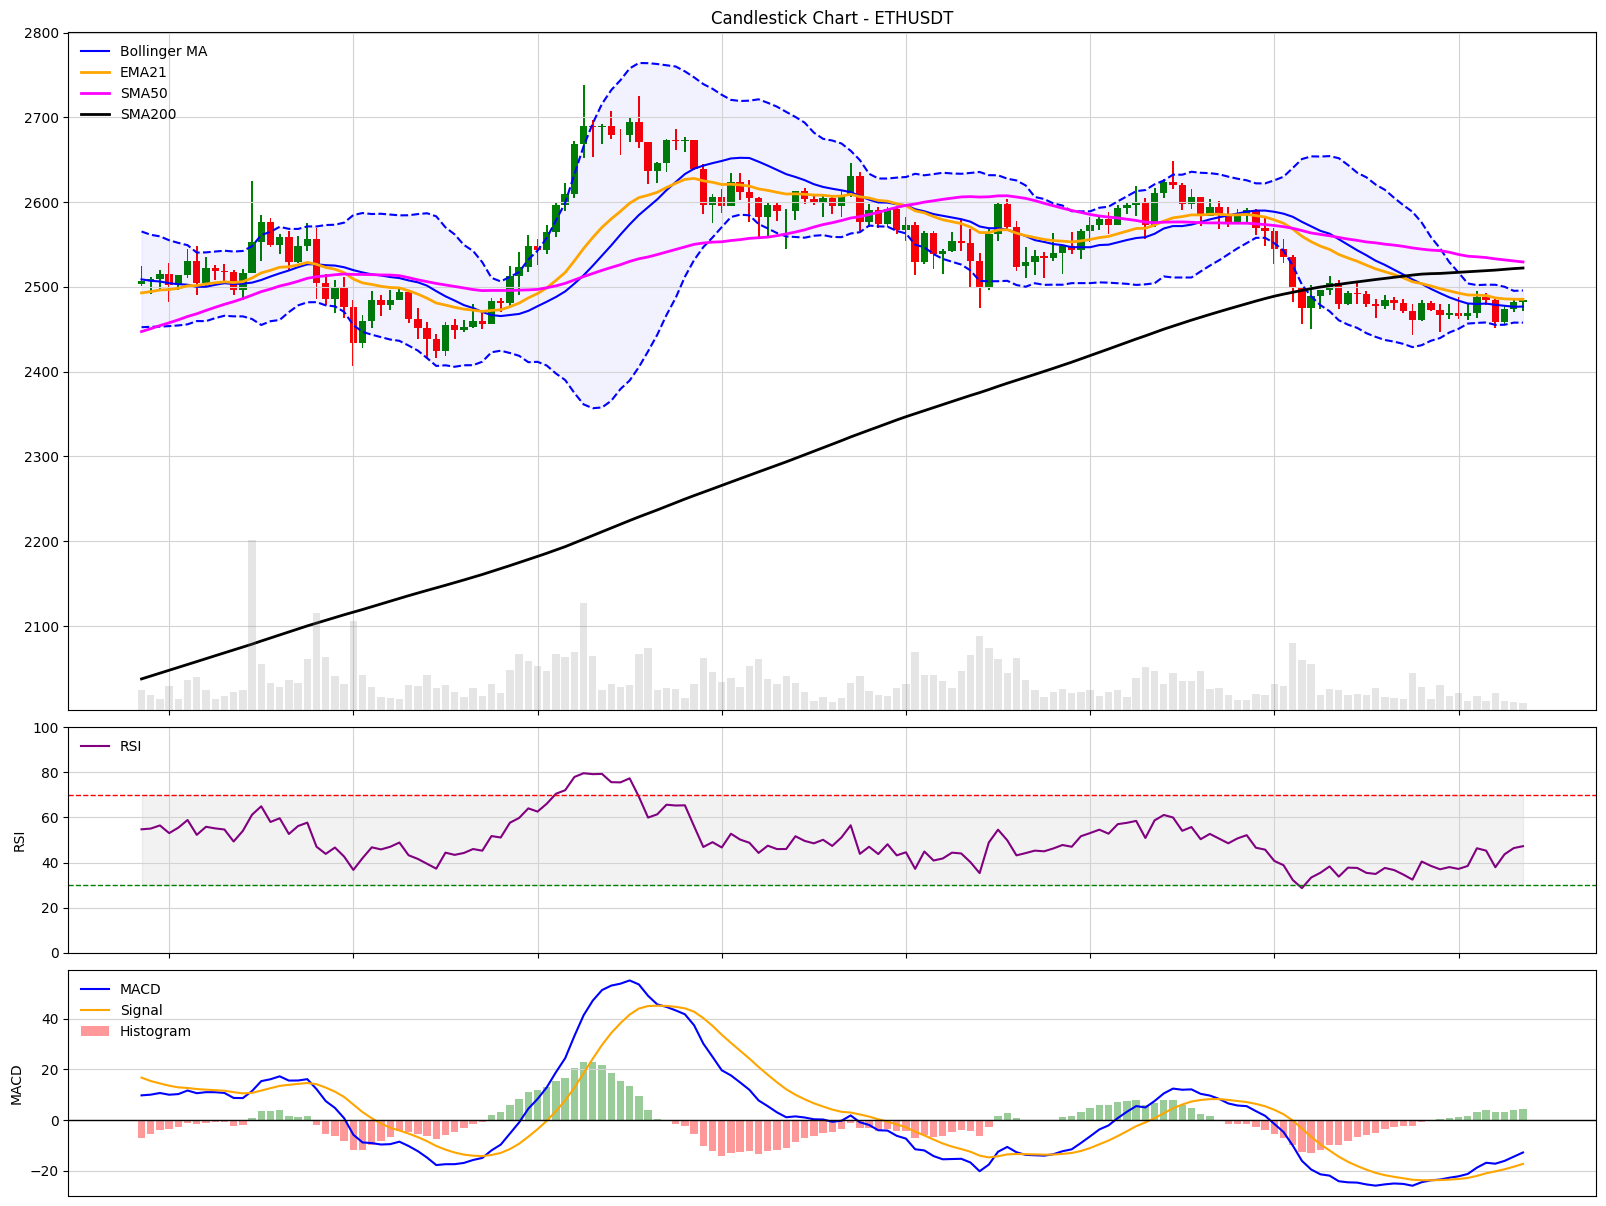 Candlestick Chart - ETHUSDT
Bollinger MA
EMA21
SMA50
SMA200
2800
2700
2600
2500
2400
2300
2200
2100
RSI
RSI
100
80
60
40
20
0
MACD
Signal
Histogram
MACD
40
20
0
−20